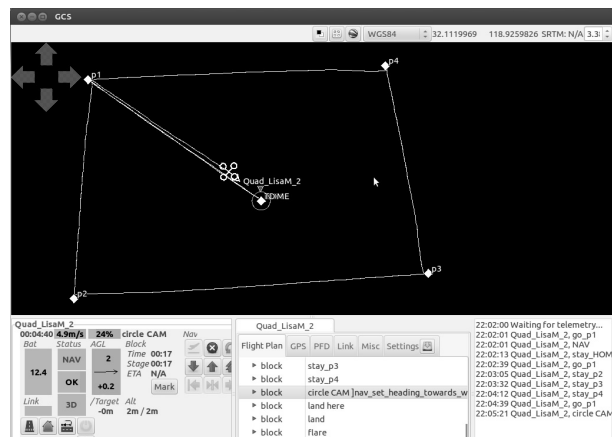 GCS
WGS84 32.1119969 118.9259826 SRTM: N/A 3.3
p1
p4
Quad_LisaM_2
p3
p2
Quad_LisaM_2
00:04:40 4.9m/s 24% circle CAM Nav
Bat Status AGL Block
Time 00:17
NAV 2 Stage 00:17
ETA N/A
12.4
OK +0.2 Mark
Link /Target Alt
3D -0m 2m / 2m
Quad_LisaM_2
Flight Plan GPS PFD Link Misc Settings
block stay_p3
block stay_p4
block circle CAM ]nav_set_heading_towards_w
block land here
block land
block flare
22:02:00 Waiting for telemetry...
22:02:01 Quad_LisaM_2, go_p1
22:02:01 Quad_LisaM_2, NAV
22:02:13 Quad_LisaM_2, stay_HOM
22:02:39 Quad_LisaM_2, go_p1
22:03:05 Quad_LisaM_2, stay_p2
22:03:32 Quad_LisaM_2, stay_p3
22:04:12 Quad_LisaM_2, stay_p4
22:04:39 Quad_LisaM_2, go_p1
22:05:21 Quad_LisaM_2, circle CAM